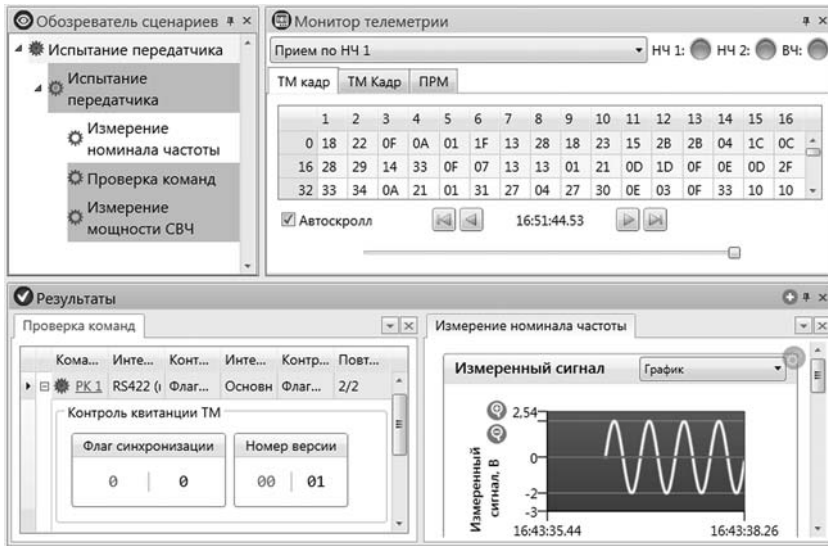 Обозреватель сценариев
Испытание передатчика
Испытание
передатчика
Измерение
номинала частоты
Проверка команд
Измерение
мощности СВЧ
Монитор телеметрии
Прием по НЧ 1
НЧ 1: НЧ 2: ВЧ:
ТМ кадр ТМ Кадр ПРМ
1 2 3 4 5 6 7 8 9 10 11 12 13 14 15 16
0 18 22 0F 0A 01 1F 13 28 18 23 15 2B 2B 04 1C 0C
16 28 29 14 33 0F 07 13 13 01 21 0D 1D 0F 0E 0D 2F
32 33 34 0A 21 01 31 27 04 27 30 0E 03 0F 33 10 10
Автоскролл
16:51:44.53
Результаты
Проверка команд
Кома... Инте... Конт... Инте... Контр... Повт...
РК 1 RS422 (і Флаг... Основн Флаг... 2/2
Контроль квитанции ТМ
Флаг синхронизации Номер версии
0 0 00 01
Измерение номинала частоты
Измеренный сигнал
График
Измеренный
сигнал, В
2,54
0
-2
-3
16:43:35.44 16:43:38.26